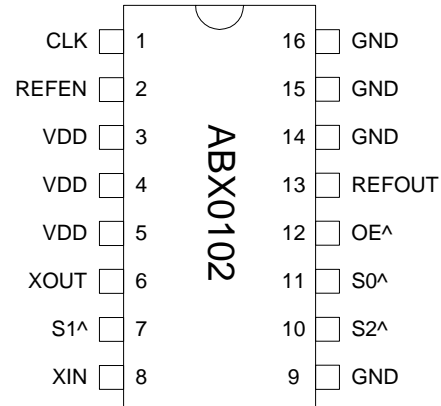 CLK 1 16 GND
REFEN 2 15 GND
VDD 3 14 GND
VDD 4 13 REFOUT
VDD 5 12 OE^
XOUT 6 11 S0^
S1^ 7 10 S2^
XIN 8 9 GND
ABX0102